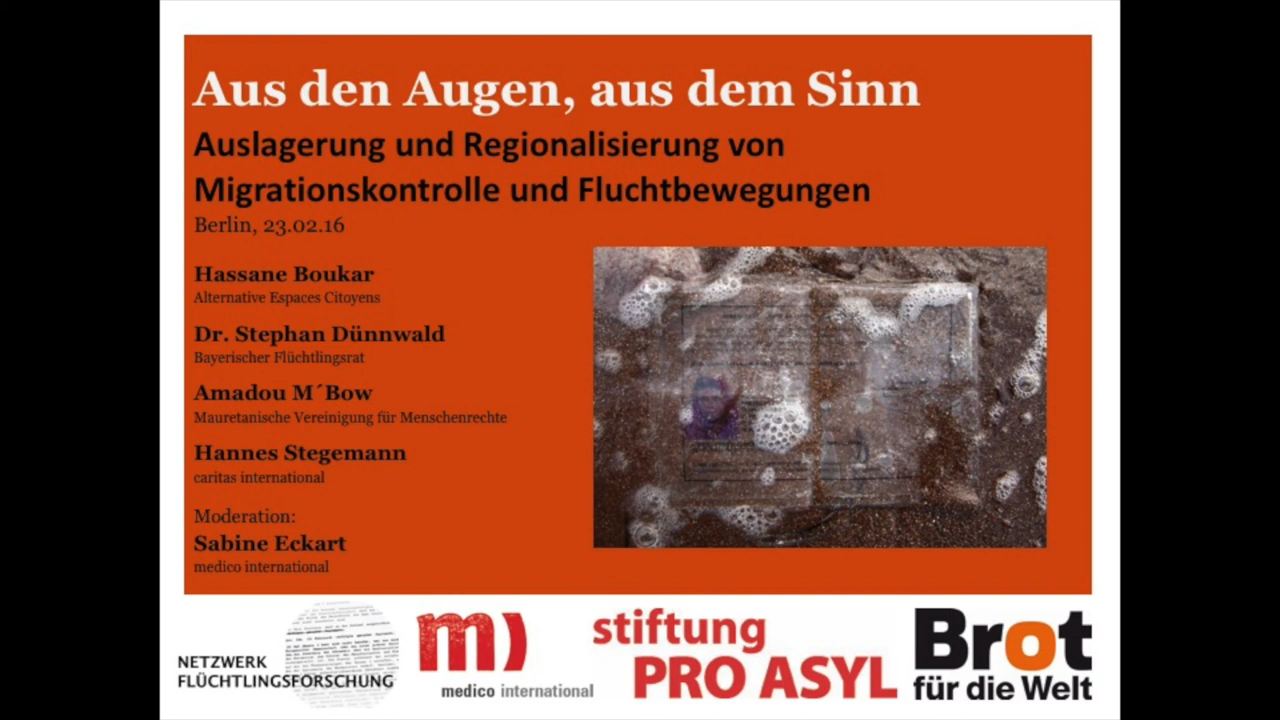 Aus den Augen, aus dem Sinn
Auslagerung und Regionalisierung von
Migrationskontrolle und Fluchtbewegungen
Berlin, 23.02.16
Hassane Boukar
Alternative Espaces Citoyens
Dr. Stephan Dünnwald
Bayerischer Flüchtlingsrat
Amadou M´Bow
Mauretanische Vereinigung für Menschenrechte
Hannes Stegemann
caritas international
Moderation:
Sabine Eckart
medico international
NETZWERK
FLÜCHTLINGSFORSCHUNG
m)
medico international
stiftung
PRO ASYL
Brot
für die Welt